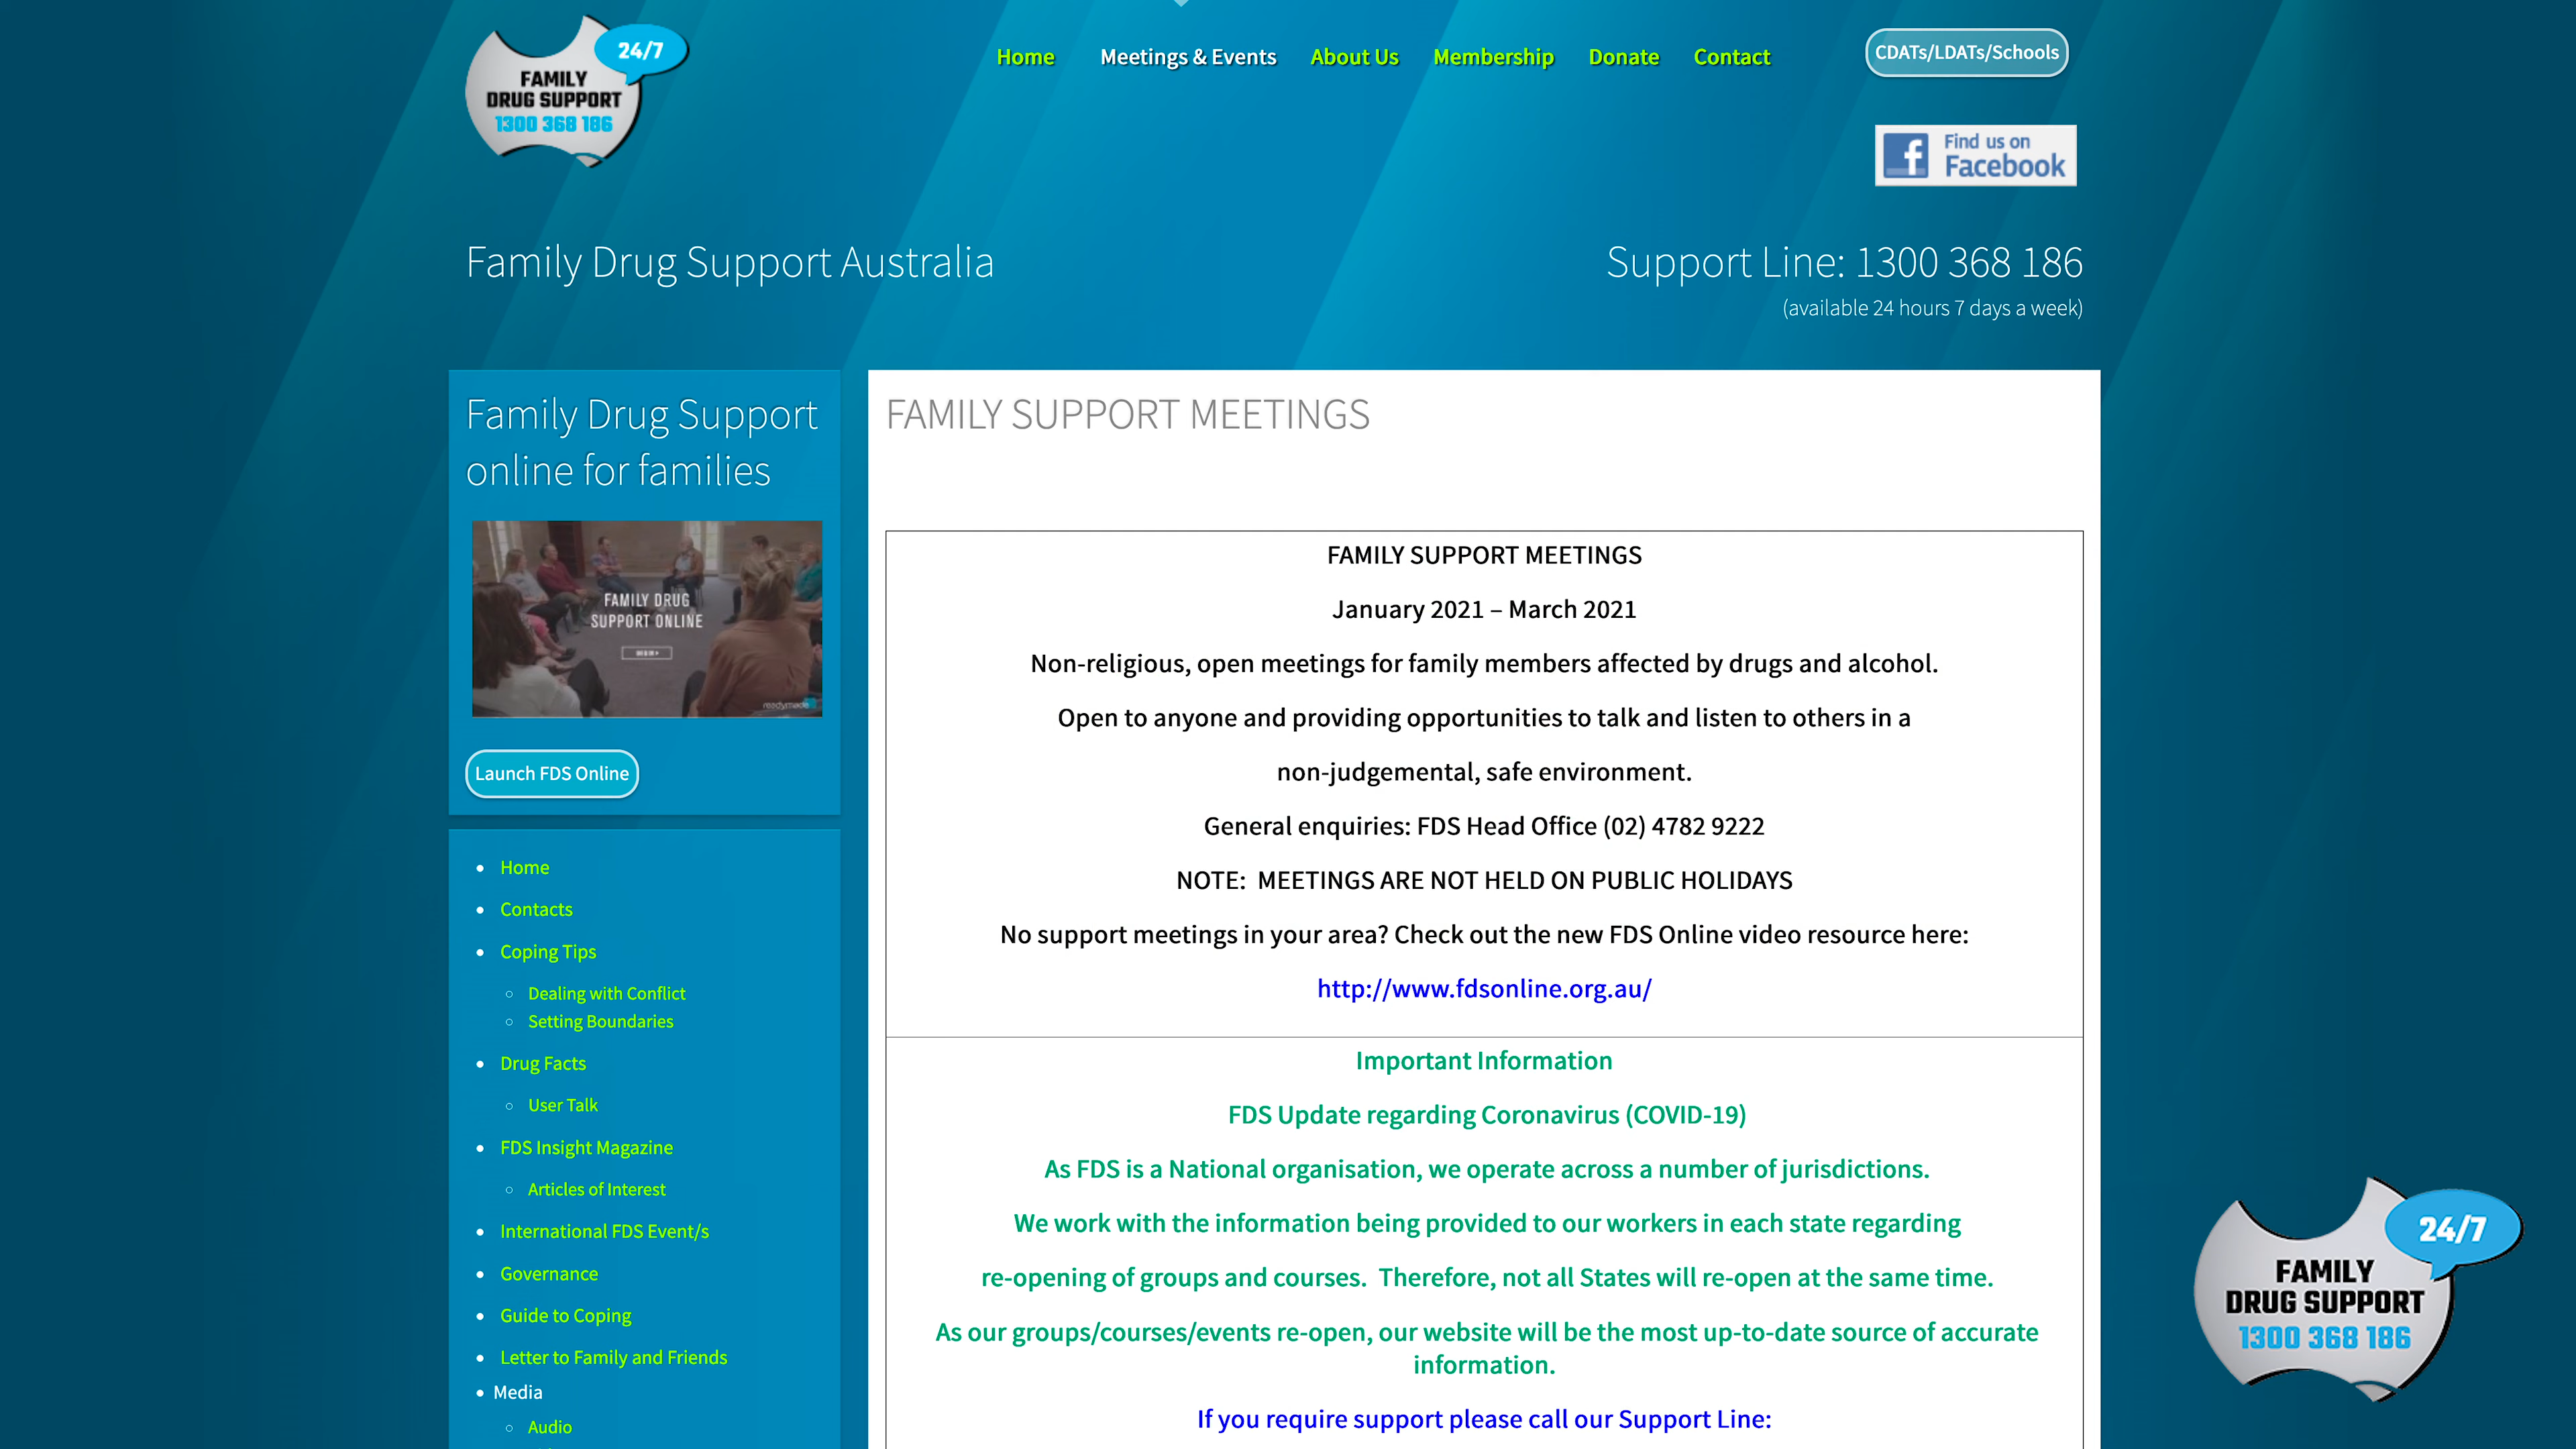 24/7
FAMILY
DRUG SUPPORT
1300 368 186
Home
Meetings & Events
About Us
Membership
Donate
Contact
CDATs/LDATs/Schools
Find us on
Facebook
Family Drug Support Australia
Support Line: 1300 368 186
(available 24 hours 7 days a week)
Family Drug Support
online for families
FAMILY DRUG
SUPPORT ONLINE
readymade
Launch FDS Online
Home
Contacts
Coping Tips
Dealing with Conflict
Setting Boundaries
Drug Facts
User Talk
FDS Insight Magazine
Articles of Interest
International FDS Event/s
Governance
Guide to Coping
Letter to Family and Friends
Media
Audio
FAMILY SUPPORT MEETINGS
FAMILY SUPPORT MEETINGS
January 2021 – March 2021
Non-religious, open meetings for family members affected by drugs and alcohol.
Open to anyone and providing opportunities to talk and listen to others in a
non-judgemental, safe environment.
General enquiries: FDS Head Office (02) 4782 9222
NOTE:  MEETINGS ARE NOT HELD ON PUBLIC HOLIDAYS
No support meetings in your area? Check out the new FDS Online video resource here:
http://www.fdsonline.org.au/
Important Information
FDS Update regarding Coronavirus (COVID-19)
As FDS is a National organisation, we operate across a number of jurisdictions.
We work with the information being provided to our workers in each state regarding
re-opening of groups and courses.  Therefore, not all States will re-open at the same time.
As our groups/courses/events re-open, our website will be the most up-to-date source of accurate
information.
If you require support please call our Support Line:
24/7
FAMILY
DRUG SUPPORT
1300 368 186